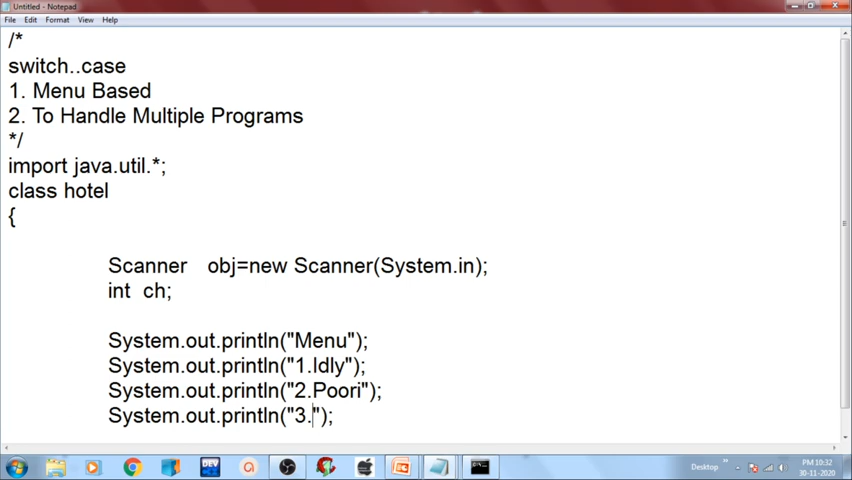 Untitled - Notepad
File Edit Format View Help
/*
switch..case
1. Menu Based
2. To Handle Multiple Programs
*/
import java.util.*;
class hotel
{
Scanner obj=new Scanner(System.in);
int ch;
System.out.println("Menu");
System.out.println("1.Idly");
System.out.println("2.Poori");
System.out.println("3.");
DEV
Desktop
PM 10:32
30-11-2020